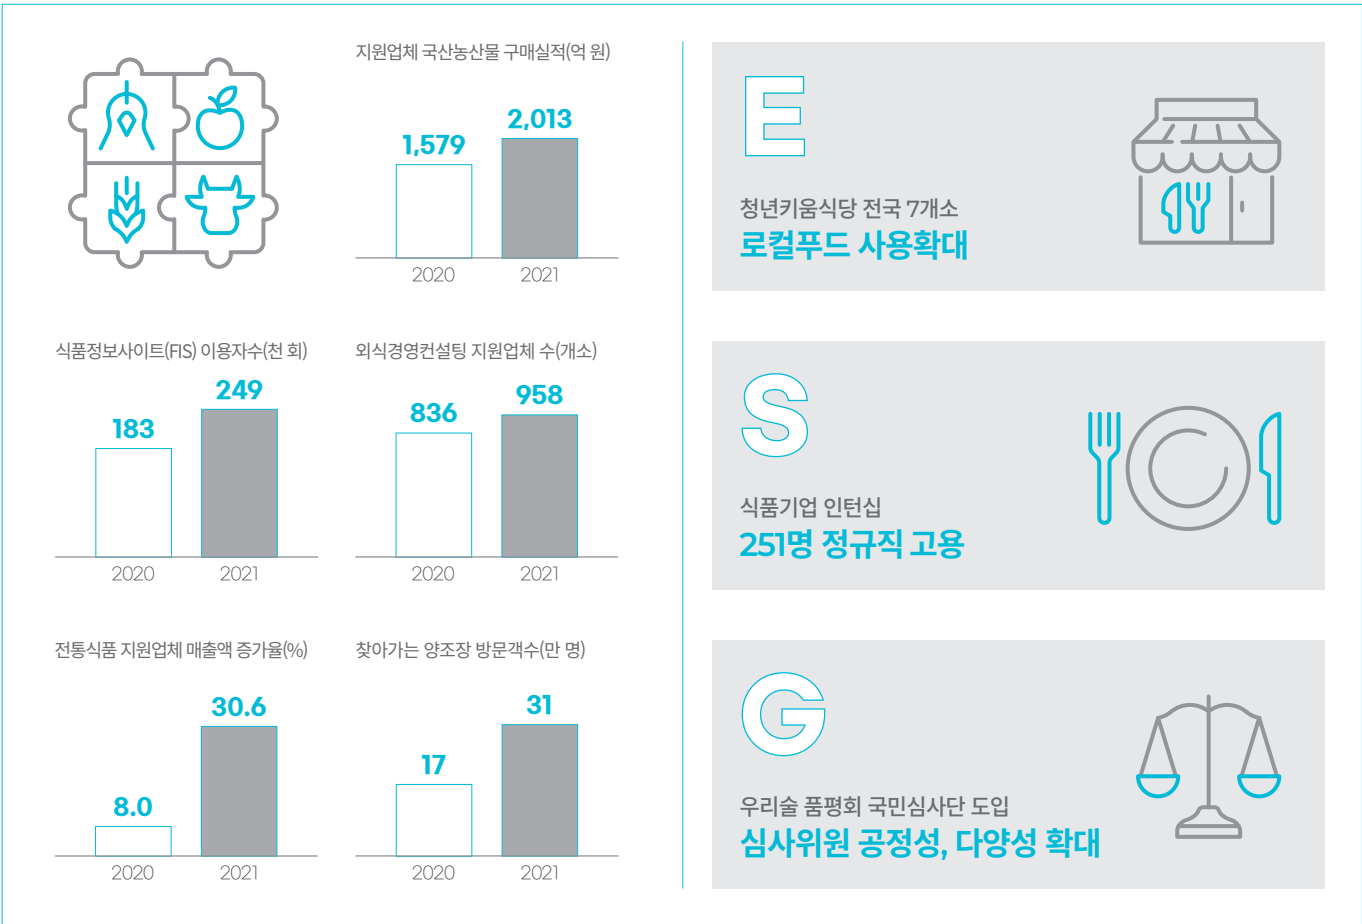 지원업체 국산농산물 구매실적(억 원)
1,579
2,013
2020
2021
식품정보사이트(FIS) 이용자수(천 회)
183
249
2020
2021
외식경영컨설팅 지원업체 수(개소)
836
958
2020
2021
전통식품 지원업체 매출액 증가율(%)
8.0
30.6
2020
2021
찾아가는 양조장 방문객수(만 명)
17
31
2020
2021
E
청년키움식당 전국 7개소
로컬푸드 사용확대
S
식품기업 인턴십
251명 정규직 고용
G
우리술 품평회 국민심사단 도입
심사위원 공정성, 다양성 확대